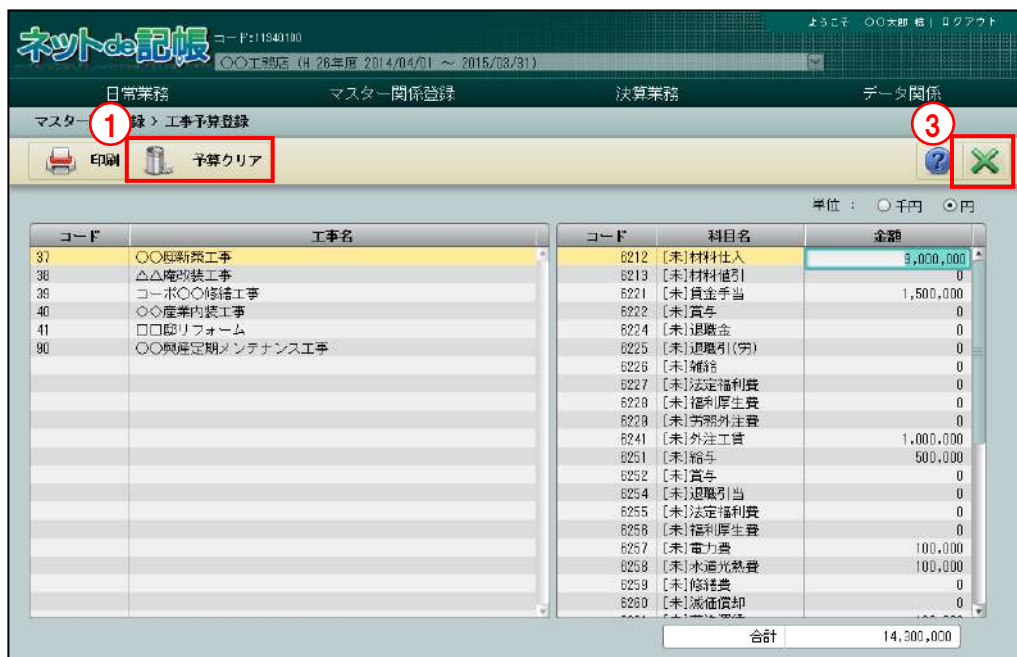 ようこそ 〇〇太郎 様 | ログアウト
ネットde記帳 コード:11940100
〇〇工務店 (H 26年度 2014/04/01 ～ 2015/03/31)
日常業務 マスター関係登録 決算業務 データ関係
マスター 録 > 工事予算登録
1 3
印刷 予算クリア ?
単位 : 千円 円
コード 工事名
37 〇〇邸新築工事
38 △△庵改装工事
39 コーポ〇〇修繕工事
40 ◇◇産業内装工事
41 □□邸リフォーム
90 〇〇興産定期メンテナンス工事
コード 科目名 金額
6212 [未]材料仕入 9,000,000
6213 [未]材料値引 0
6221 [未]賃金手当 1,500,000
6222 [未]賞与 0
6224 [未]退職金 0
6225 [未]退職引(労) 0
6226 [未]雑給 0
6227 [未]法定福利費 0
6228 [未]福利厚生費 0
6229 [未]労務外注費 0
6241 [未]外注工賃 1,000,000
6251 [未]給与 500,000
6252 [未]賞与 0
6254 [未]退職引当 0
6255 [未]法定福利費 0
6256 [未]福利厚生費 0
6257 [未]電力費 100,000
6258 [未]水道光熱費 100,000
6259 [未]修繕費 0
6260 [未]減価償却 0
合計 14,300,000